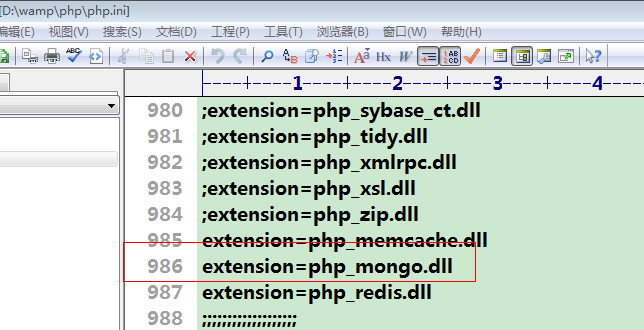 [D:\wamp\php\php.ini]
编辑(E) 视图(V) 搜索(S) 文档(D) 工程(P) 工具(T) 浏览器(B) 窗口(W) 帮助(H)
ABC A Hx W
----+----1----+----2----+----3----+----4----
980 ;extension=php_sybase_ct.dll
981 ;extension=php_tidy.dll
982 ;extension=php_xmlrpc.dll
983 ;extension=php_xsl.dll
984 ;extension=php_zip.dll
985 extension=php_memcache.dll
986 extension=php_mongo.dll
987 extension=php_redis.dll
988 ;;;;;;;;;;;;;;;;;;;